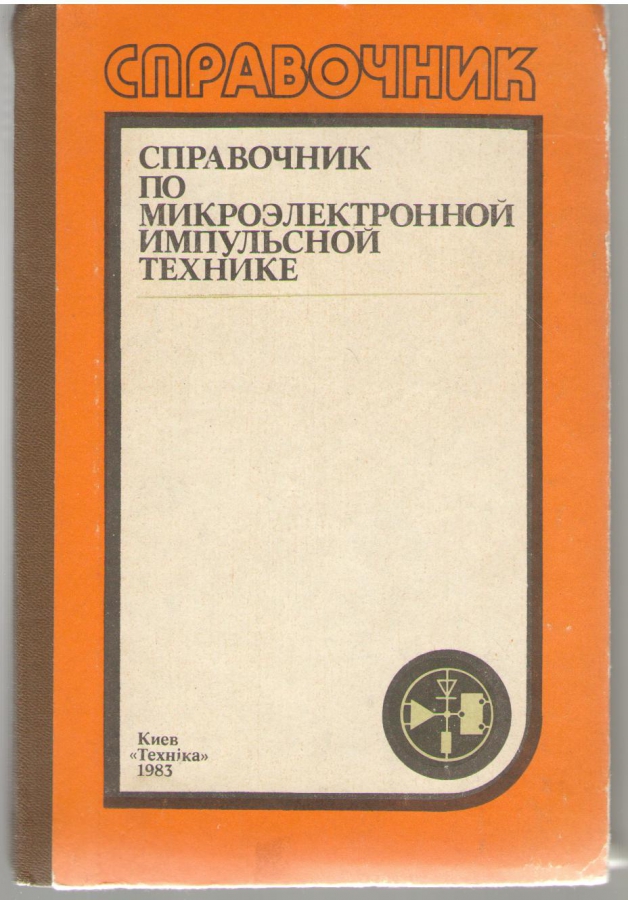 СПРАВОЧНИК
СПРАВОЧНИК
ПО
МИКРОЭЛЕКТРОННОЙ
ИМПУЛЬСНОЙ
ТЕХНИКЕ
Киев
«Техніка»
1983